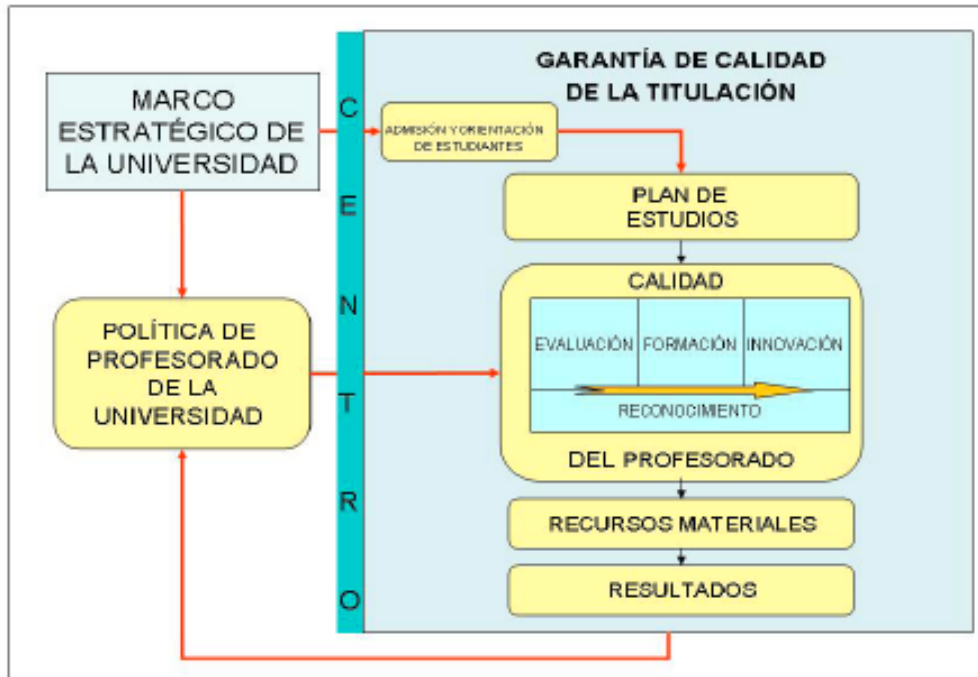 MARCO
ESTRATÉGICO DE
LA UNIVERSIDAD
POLÍTICA DE
PROFESORADO
DE LA
UNIVERSIDAD
C
E
N
T
R
O
GARANTÍA DE CALIDAD
DE LA TITULACIÓN
ADMISIÓN Y ORIENTACIÓN
DE ESTUDIANTES
PLAN DE
ESTUDIOS
CALIDAD
EVALUACIÓN FORMACIÓN INNOVACIÓN
RECONOCIMIENTO
DEL PROFESORADO
RECURSOS MATERIALES
RESULTADOS